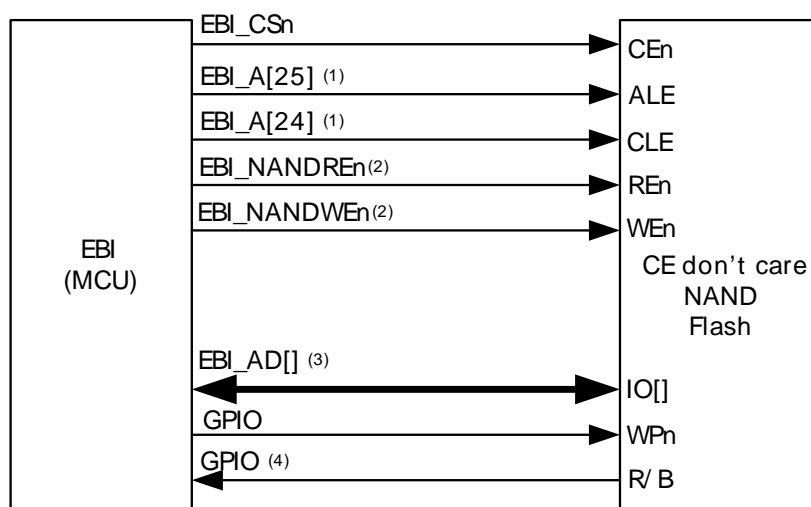 EBI_CSn
CEn
EBI_A[25] (1)
ALE
EBI_A[24] (1)
CLE
EBI_NANDREn(2)
REn
EBI_NANDWEn(2)
WEn
EBI
(MCU)
CE don't care
NAND
Flash
EBI_AD[] (3)
IO[]
GPIO
WPn
GPIO (4)
R/ B